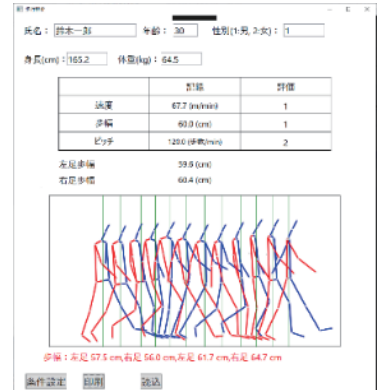 氏名： 鈴木一郎 年齢： 30 性別(1:男, 2:女)： 1
身長(cm)： 165.2 体重(kg)： 64.5
記録 評価
速度 67.7 (m/min) 1
歩幅 60.0 (cm) 1
ピッチ 120.0 (歩数/min) 2
左足歩幅 59.6 (cm)
右足歩幅 60.4 (cm)
歩幅：左足 57.5 cm,右足 56.0 cm,左足 61.7 cm,右足 64.7 cm
条件設定 印刷 読込